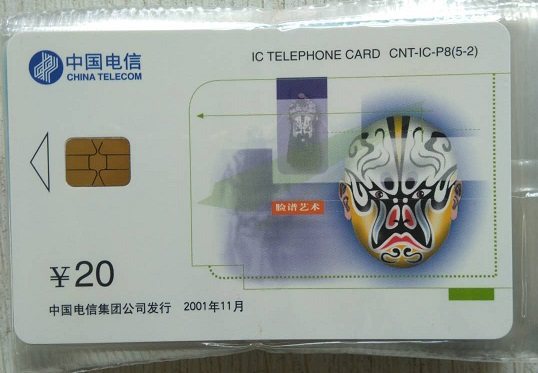 中国电信
CHINA TELECOM
IC TELEPHONE CARD CNT-IC-P8(5-2)
脸谱艺术
¥20
中国电信集团公司发行 2001年11月